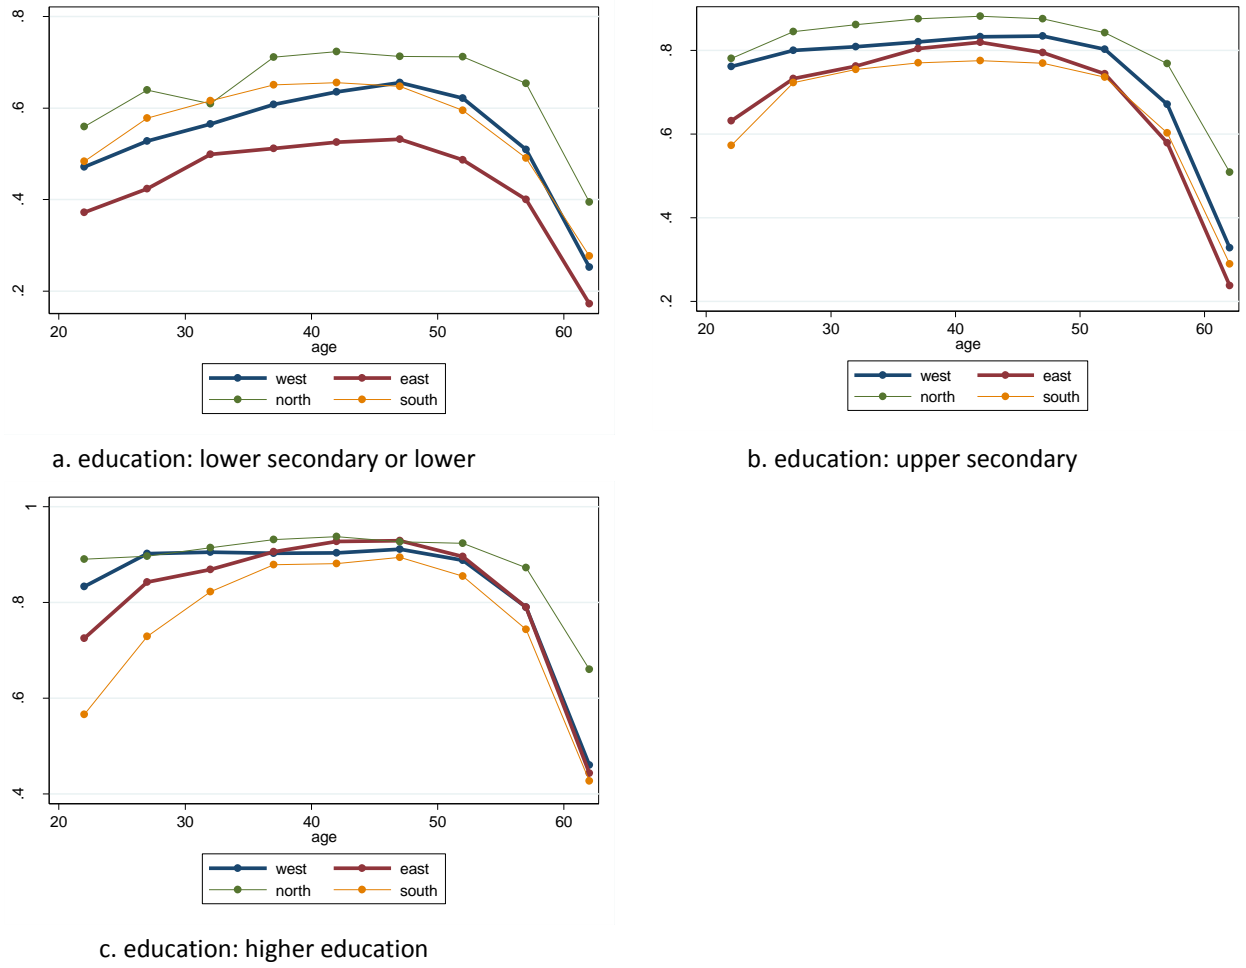 .8
.6
.4
.2
20 30 40 50 60
age
west east
north south
a. education: lower secondary or lower
.8
.6
.4
.2
20 30 40 50 60
age
west east
north south
b. education: upper secondary
1
.8
.6
.4
20 30 40 50 60
age
west east
north south
c. education: higher education